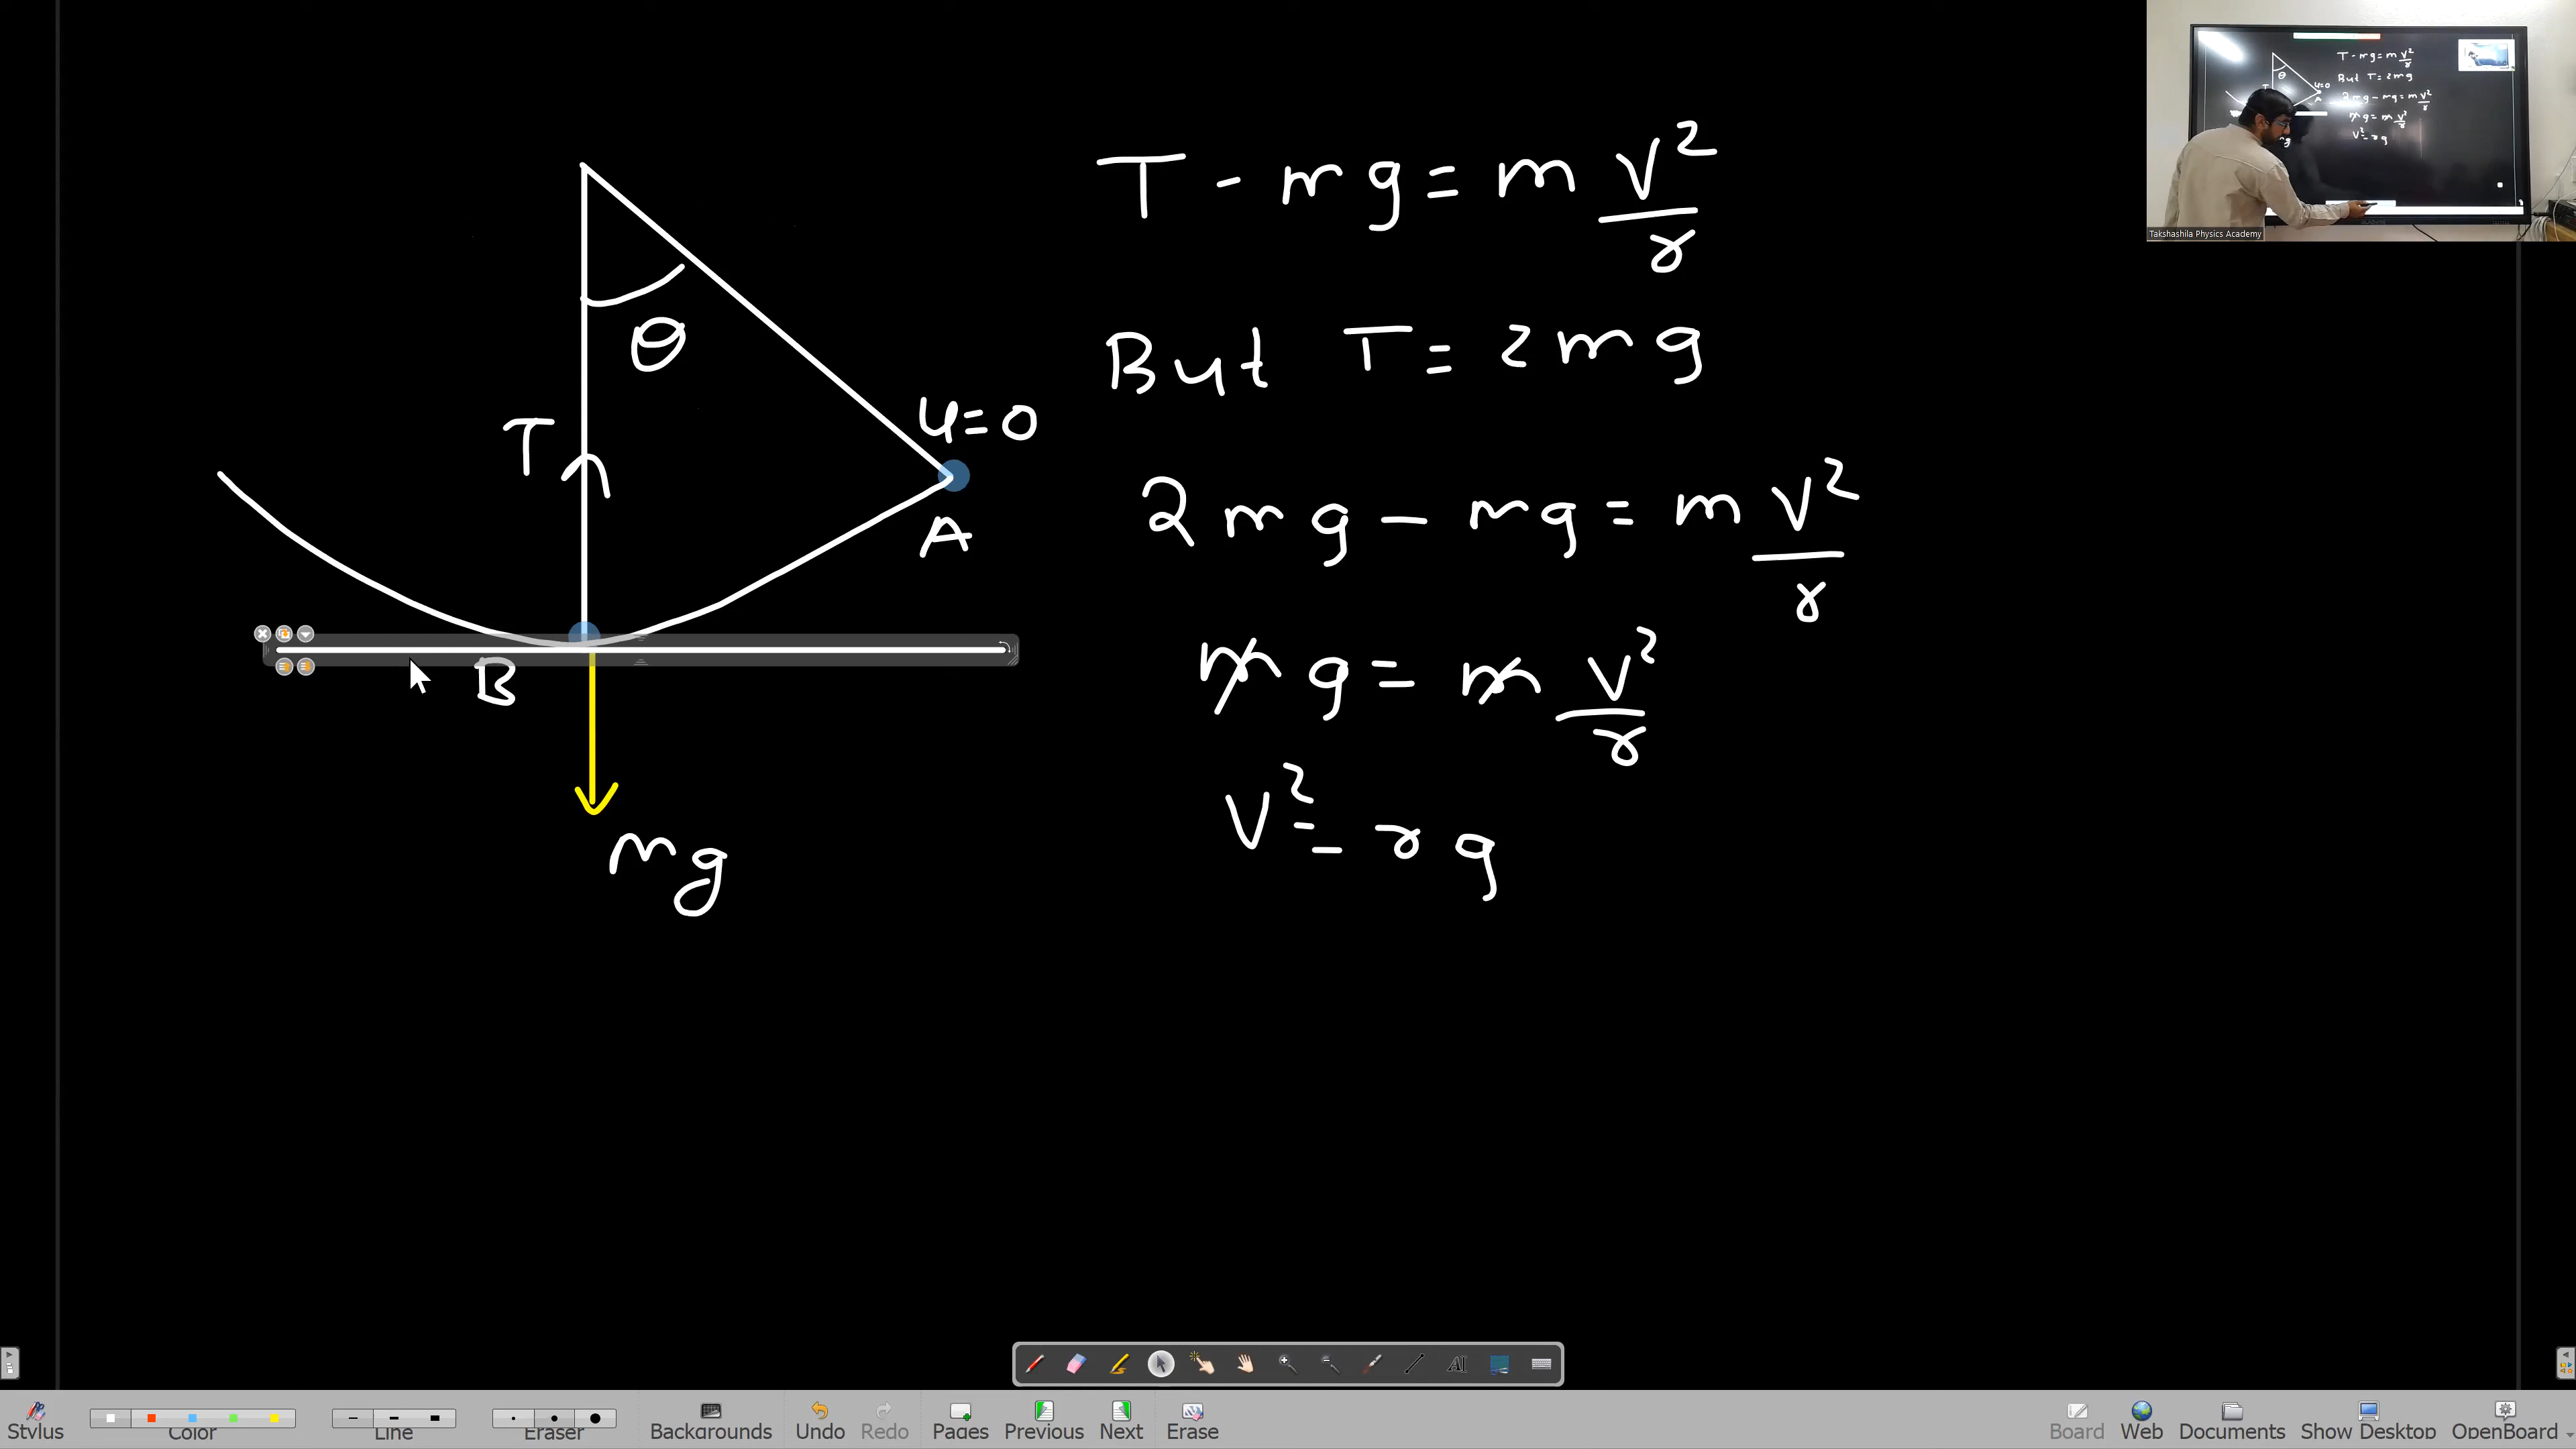 T - mg = m v²/r
But T = 2mg
2mg - mg = m v²/r
mg = m v²/r
v² = rg
θ
T
u=0
A
B
mg
Takshashila Physics Academy
Stylus
Color
Line
Eraser
Backgrounds
Undo
Redo
Pages
Previous
Next
Erase
Board
Web
Documents
Show Desktop
OpenBoard